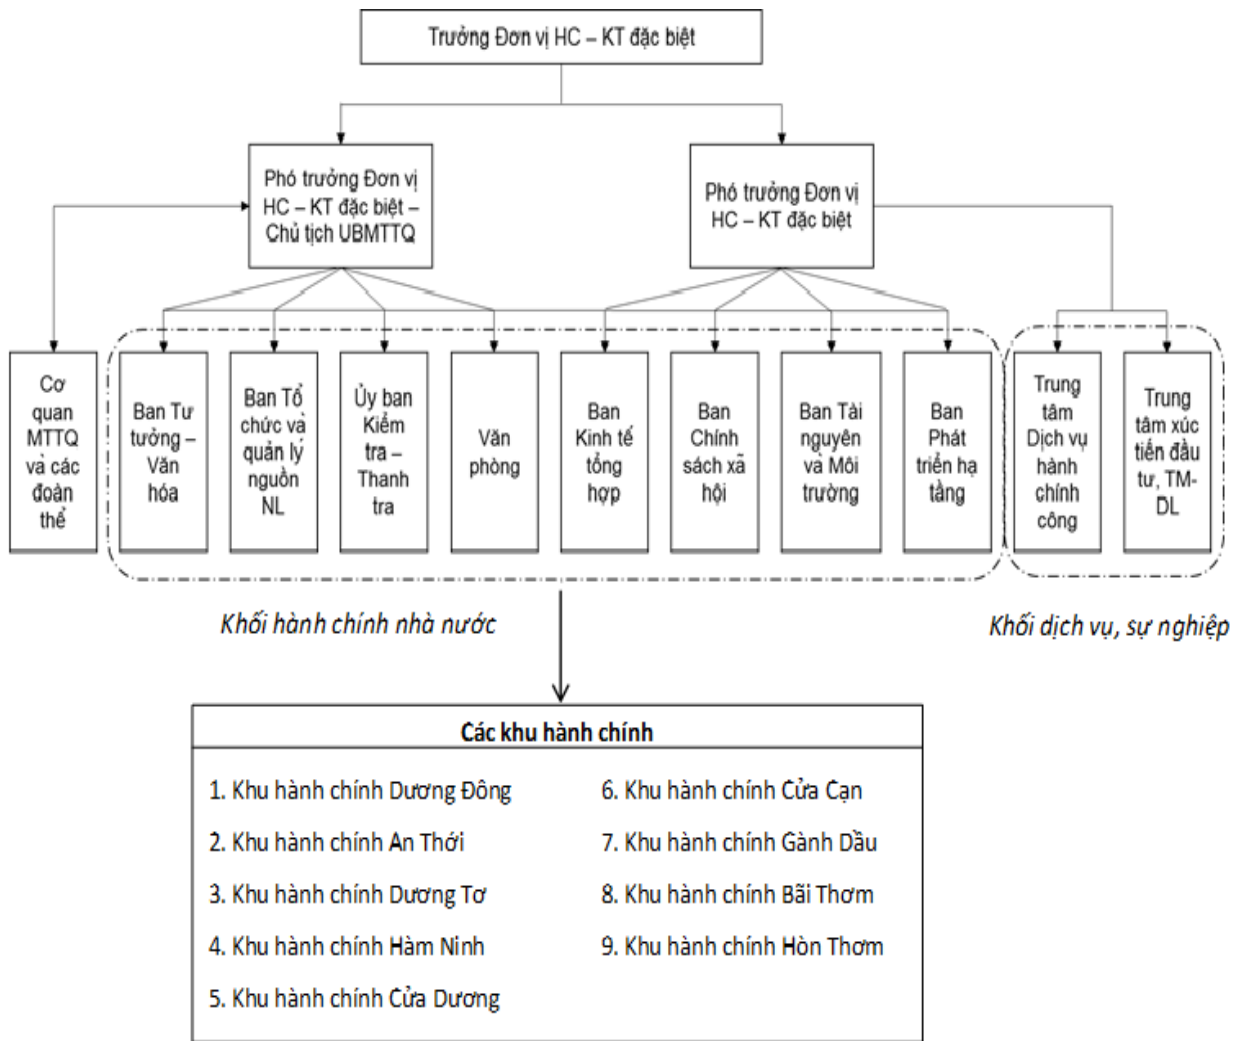 Trưởng Đơn vị HC – KT đặc biệt
Phó trưởng Đơn vị
HC – KT đặc biệt –
Chủ tịch UBMTTQ
Phó trưởng Đơn vị
HC – KT đặc biệt
Cơ
quan
MTTQ
và các
đoàn
thể
Ban Tư
tưởng –
Văn
hóa
Ban Tổ
chức và
quản lý
nguồn
NL
Ủy ban
Kiểm
tra –
Thanh
tra
Văn
phòng
Ban
Kinh tế
tổng
hợp
Ban
Chính
sách xã
hội
Ban Tài
nguyên
và Môi
trường
Ban
Phát
triển hạ
tầng
Trung
tâm
Dịch vụ
hành
chính
công
Trung
tâm xúc
tiến đầu
tư, TM-
DL
Khối hành chính nhà nước
Khối dịch vụ, sự nghiệp
Các khu hành chính
1. Khu hành chính Dương Đông
2. Khu hành chính An Thới
3. Khu hành chính Dương Tơ
4. Khu hành chính Hàm Ninh
5. Khu hành chính Cửa Dương
6. Khu hành chính Cửa Cạn
7. Khu hành chính Gành Dầu
8. Khu hành chính Bãi Thơm
9. Khu hành chính Hòn Thơm